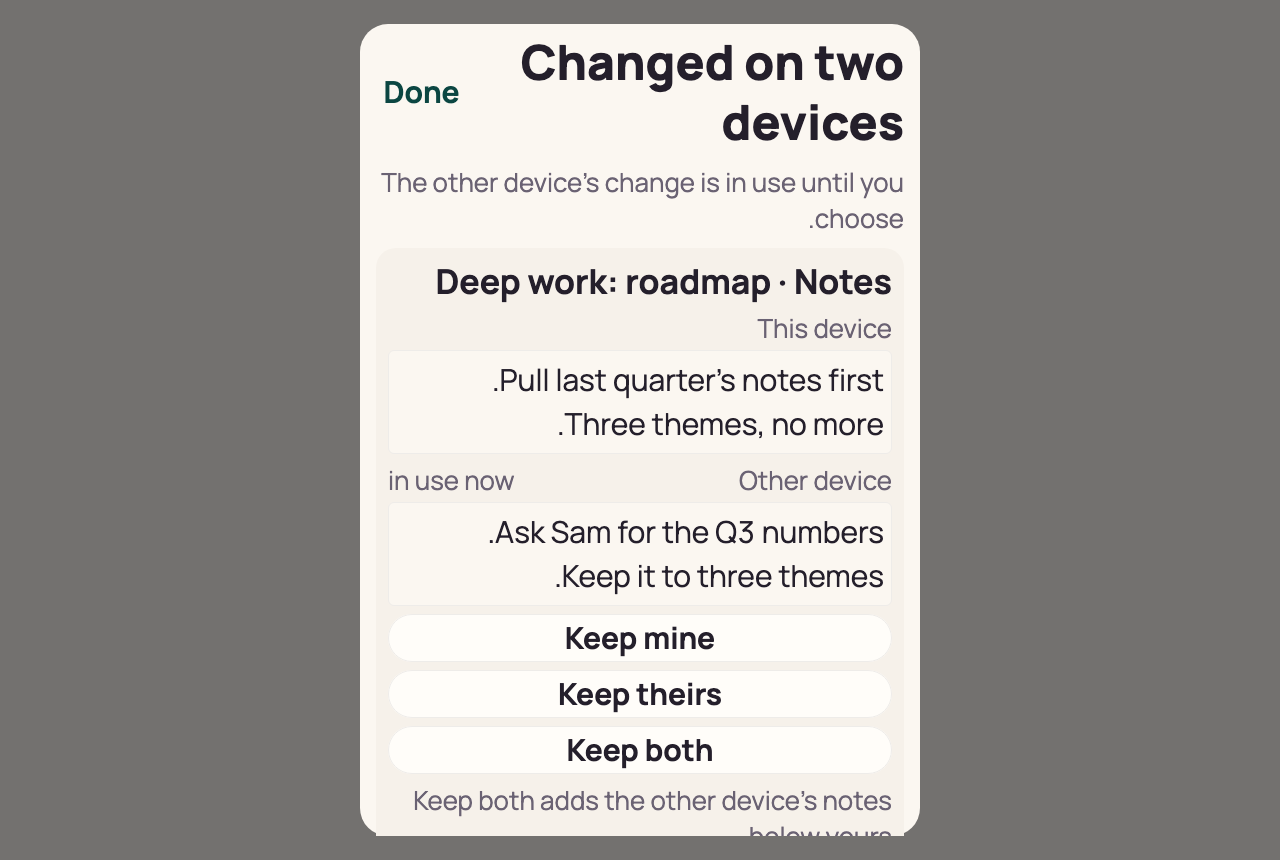 Changed on two
devices
Done
The other device's change is in use until you
.choose
Deep work: roadmap · Notes
This device
.Pull last quarter's notes first
.Three themes, no more
Other device
in use now
.Ask Sam for the Q3 numbers
.Keep it to three themes
Keep mine
Keep theirs
Keep both
Keep both adds the other device's notes
below yours